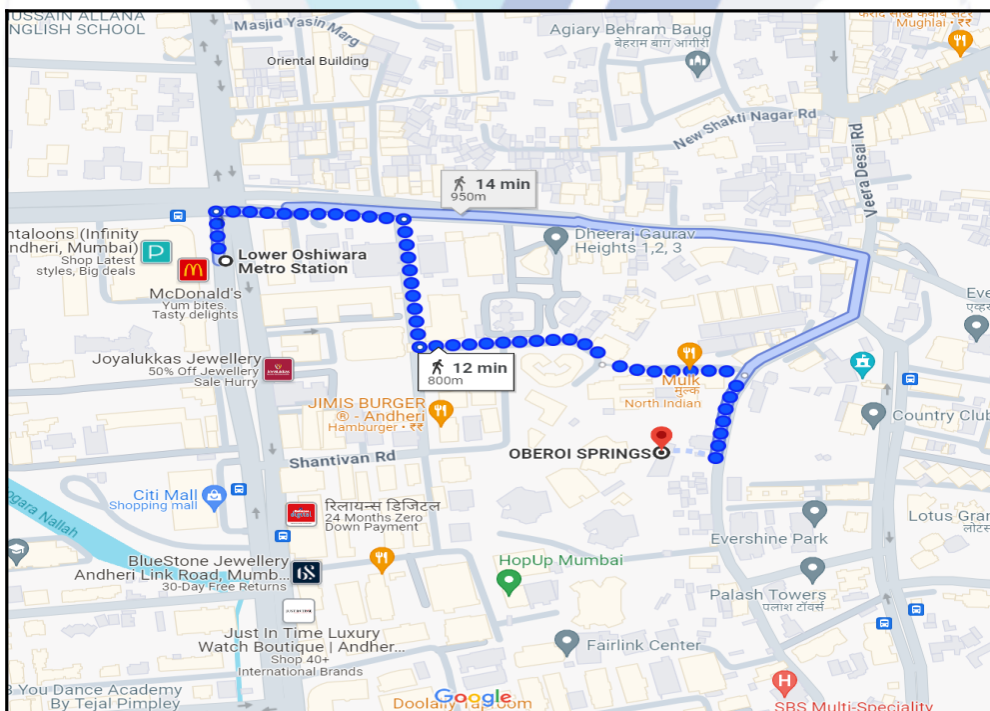 USSAIN ALLANA
NGLISH SCHOOL
Masjid Yasin Marg
Oriental Building
Agiary Behram Baug
बेहराम बाग आगीरी
Mughlai • ₹₹
New Shakti Nagar Rd
Veera Desai Rd
14 min
950m
ntaloons (Infinity
ndheri, Mumbai)
Shop Latest
styles, Big deals
Lower Oshiwara
Metro Station
Dheeraj Gaurav
Heights 1,2, 3
McDonald's
Yum bites
Tasty delights
Eve
एव्हर
Joyalukkas Jewellery
50% Off Jewellery
Sale Hurry
12 min
800m
Mulk
मुल्क
North Indian
JIMIS BURGER
® - Andheri
Hamburger • ₹₹
Country Club
OBEROI SPRINGS
Shantivan Rd
Citi Mall
Shopping mall
ogara Nallah
रिलायन्स डिजिटल
24 Months Zero
Down Payment
Lotus Gran
लोटस
Evershine Park
BlueStone Jewellery
Andheri Link Road, Mumb...
30-Day Free Returns
HopUp Mumbai
Palash Towers
पलाश टॉवर्स
Just In Time Luxury
Watch Boutique | Andher...
Shop 40+
International Brands
Fairlink Center
B You Dance Academy
By Tejal Pimpley
Google
Doolally Tap room
SBS Multi-Speciality